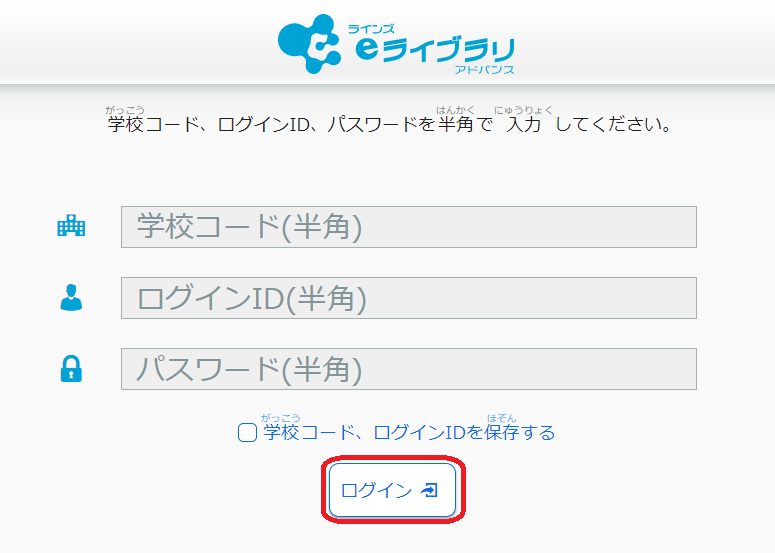 ラインズ
eライブラリ
アドバンス
がっこう はんかく にゅうりょく
学校コード、ログインID、パスワードを半角で 入力 してください。
学校コード(半角)
ログインID(半角)
パスワード(半角)
がっこう ほぞん
学校コード、ログインIDを保存する
ログイン